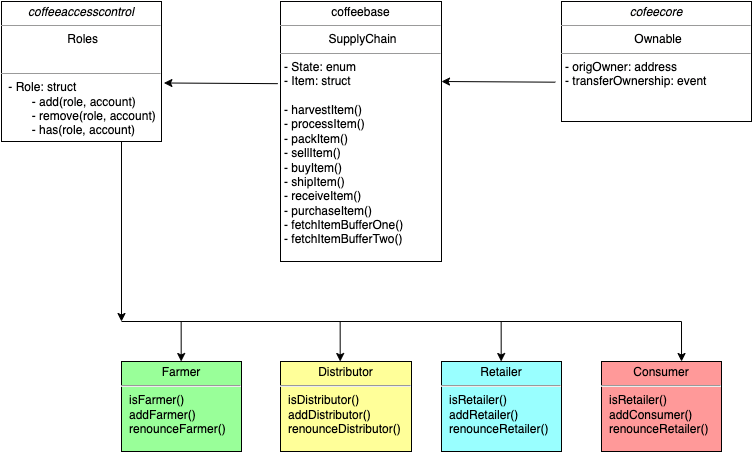 coffeeaccesscontrol
Roles
- Role: struct
- add(role, account)
- remove(role, account)
- has(role, account)
coffeebase
SupplyChain
- State: enum
- Item: struct
- harvestItem()
- processItem()
- packItem()
- sellItem()
- buyItem()
- shipItem()
- receiveItem()
- purchaseItem()
- fetchItemBufferOne()
- fetchItemBufferTwo()
cofeecore
Ownable
- origOwner: address
- transferOwnership: event
Farmer
isFarmer()
addFarmer()
renounceFarmer()
Distributor
isDistributor()
addDistributor()
renounceDistributor()
Retailer
isRetailer()
addRetailer()
renounceRetailer()
Consumer
isRetailer()
addConsumer()
renounceRetailer()